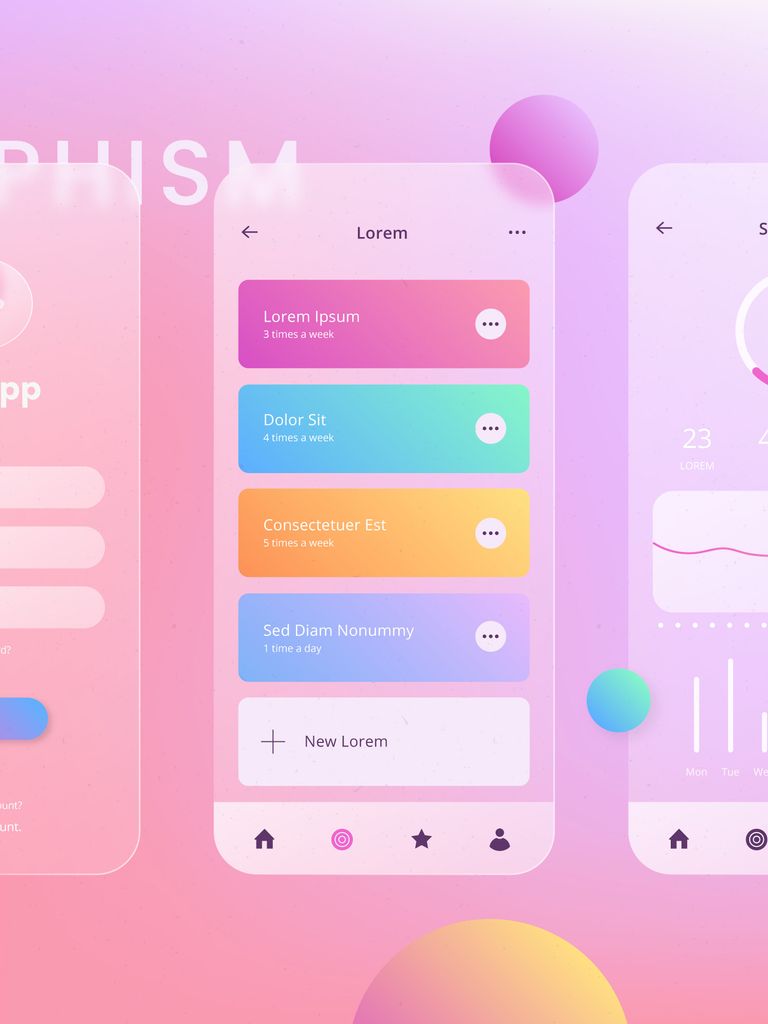 PHISM
pp
d?
ount?
unt.
Lorem
Lorem Ipsum
3 times a week
Dolor Sit
4 times a week
Consectetuer Est
5 times a week
Sed Diam Nonummy
1 time a day
New Lorem
S
23 4
LOREM
Mon Tue We